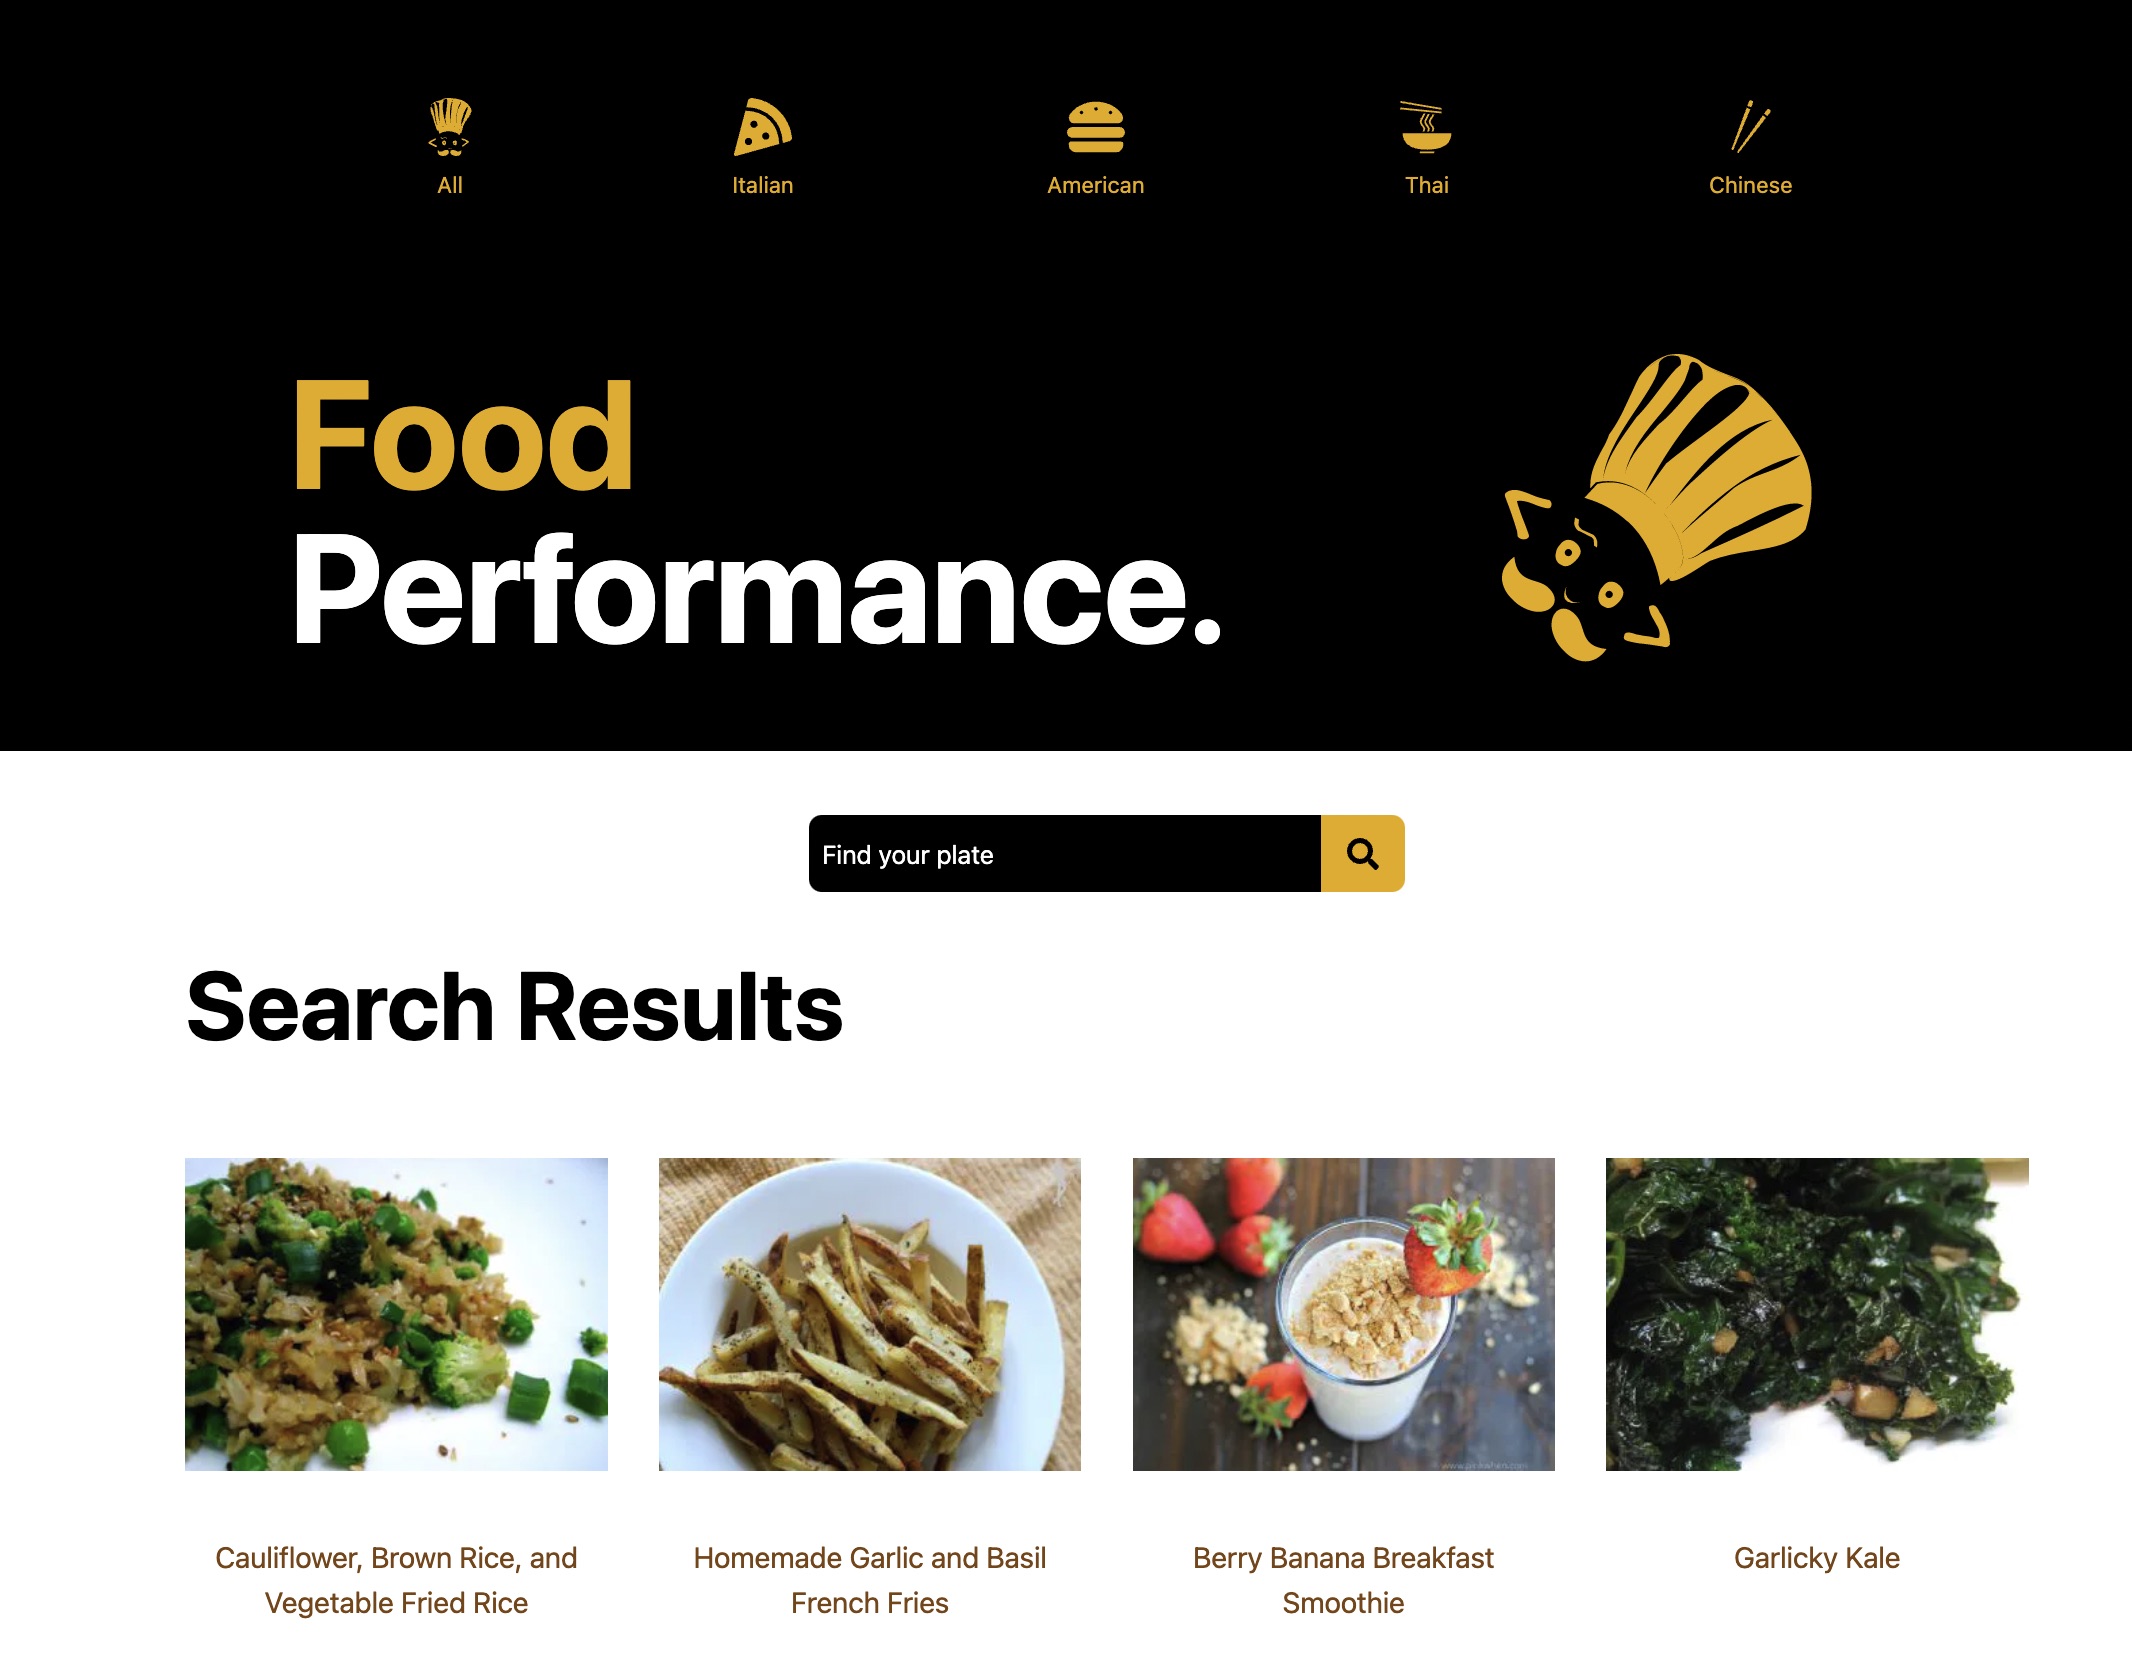 All
Italian
American
Thai
Chinese
Food
Performance.
Find your plate
Search Results
Cauliflower, Brown Rice, and
Vegetable Fried Rice
Homemade Garlic and Basil
French Fries
Berry Banana Breakfast
Smoothie
Garlicky Kale